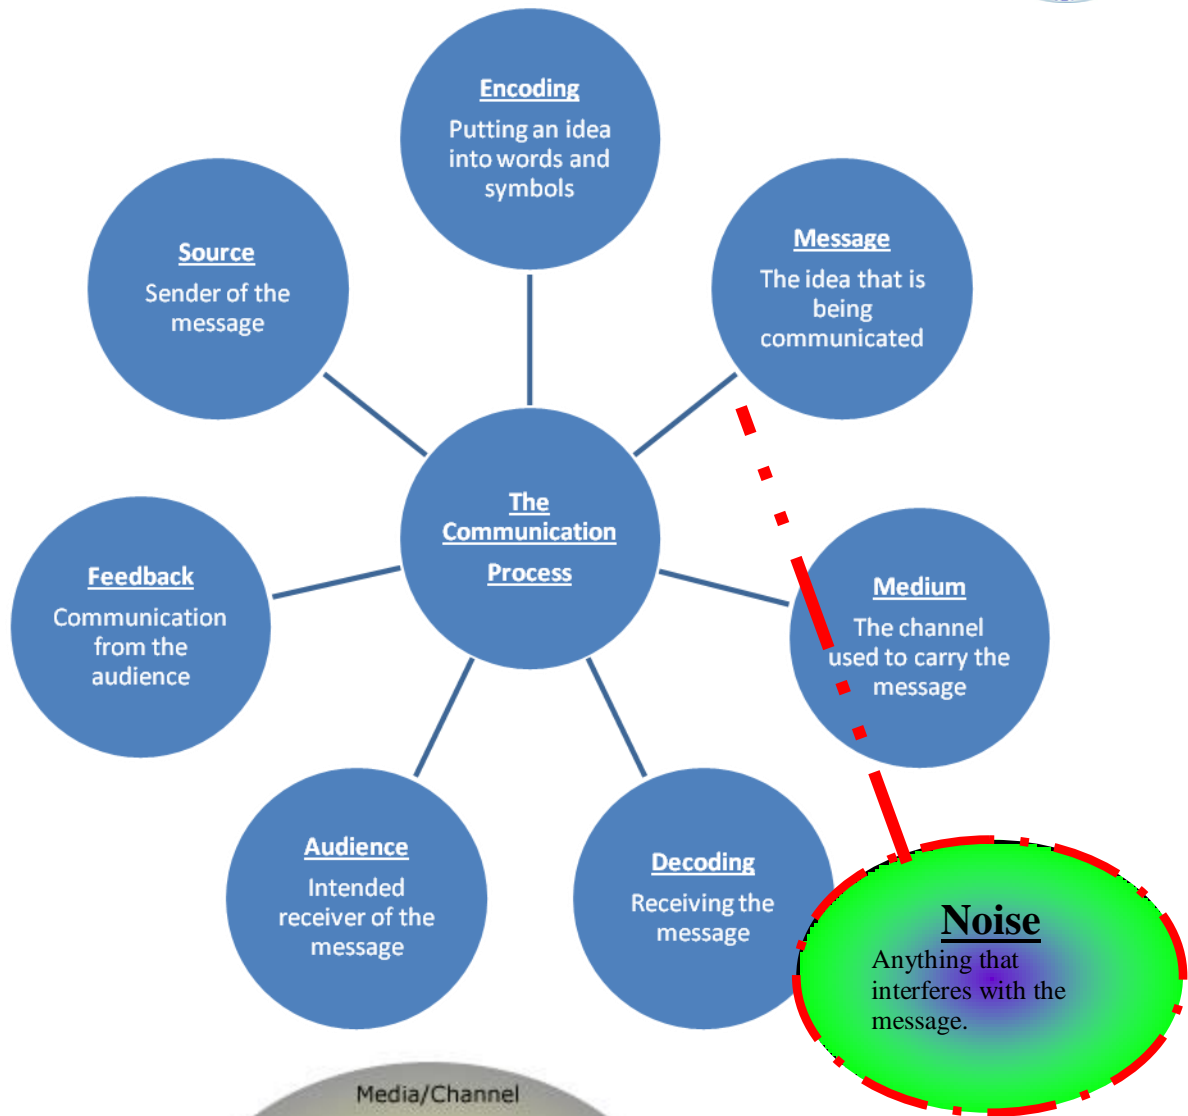 Encoding
Putting an idea
into words and
symbols
Message
The idea that is
being
communicated
Source
Sender of the
message
The
Communication
Process
Medium
The channel
used to carry the
message
Feedback
Communication
from the
audience
Audience
Intended
receiver of the
message
Decoding
Receiving the
message
Noise
Anything that
interferes with the
message.
Media/Channel